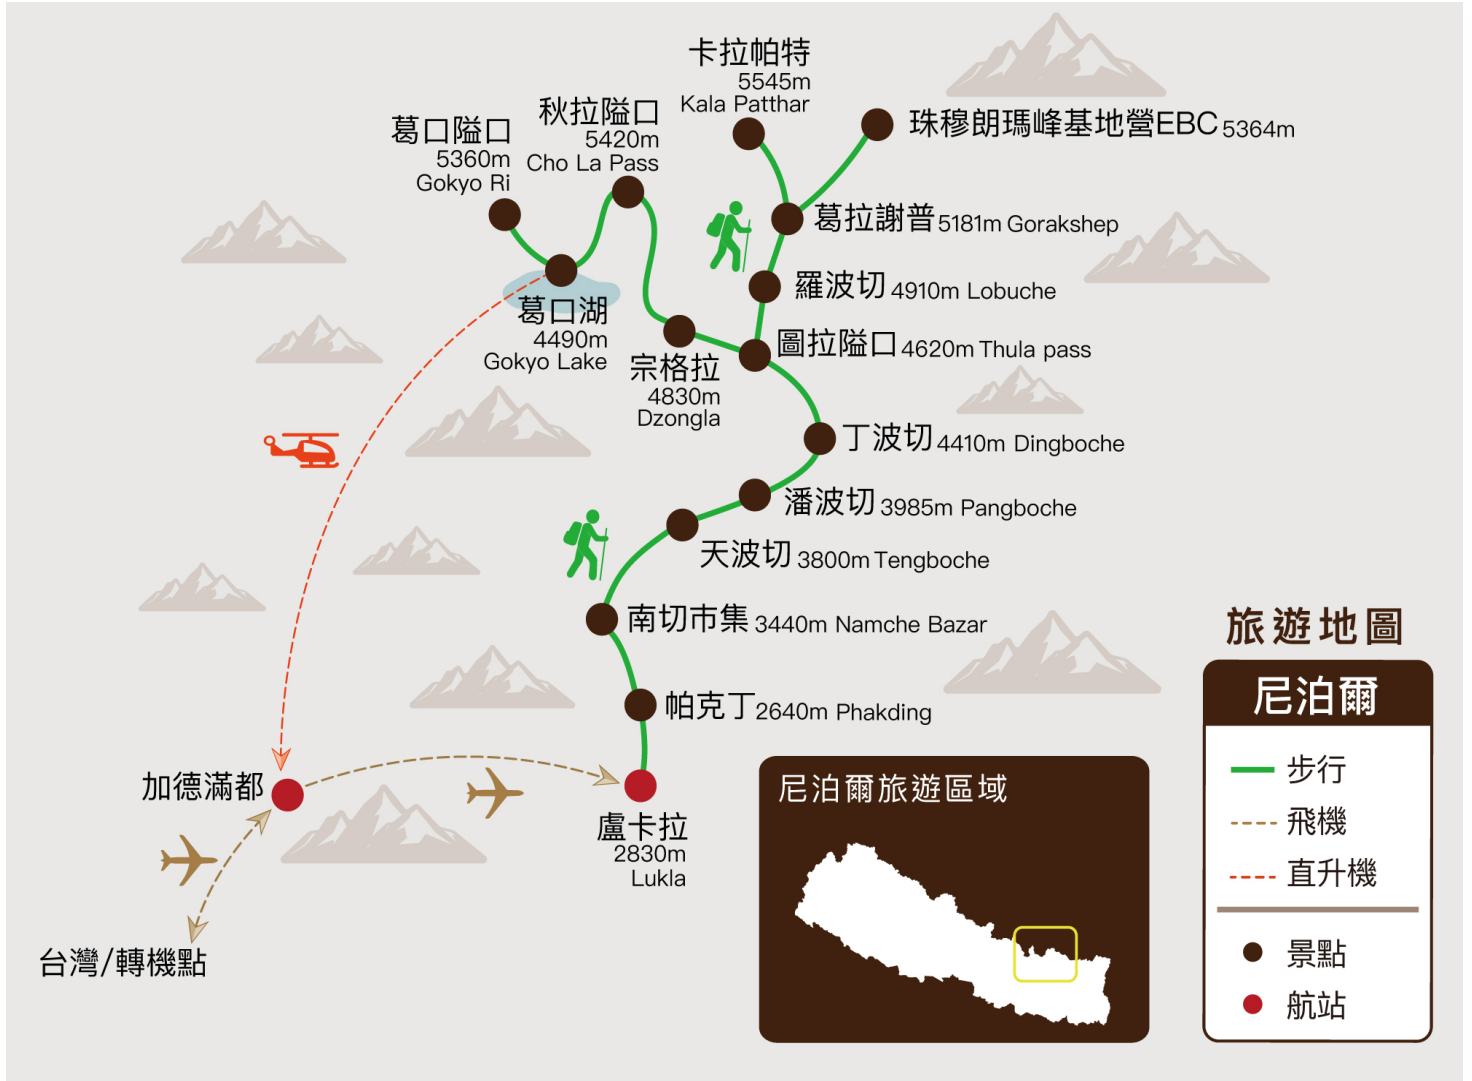 卡拉帕特
5545m
Kala Patthar
珠穆朗瑪峰基地營EBC 5364m
秋拉隘口
5420m
Cho La Pass
葛口隘口
5360m
Gokyo Ri
葛拉謝普 5181m Gorakshep
羅波切 4910m Lobuche
葛口湖
4490m
Gokyo Lake
圖拉隘口 4620m Thula pass
宗格拉
4830m
Dzongla
丁波切 4410m Dingboche
潘波切 3985m Pangboche
天波切 3800m Tengboche
南切市集 3440m Namche Bazar
帕克丁 2640m Phakding
加德滿都
盧卡拉
2830m
Lukla
台灣/轉機點
尼泊爾旅遊區域
旅遊地圖
尼泊爾
步行
飛機
直升機
景點
航站